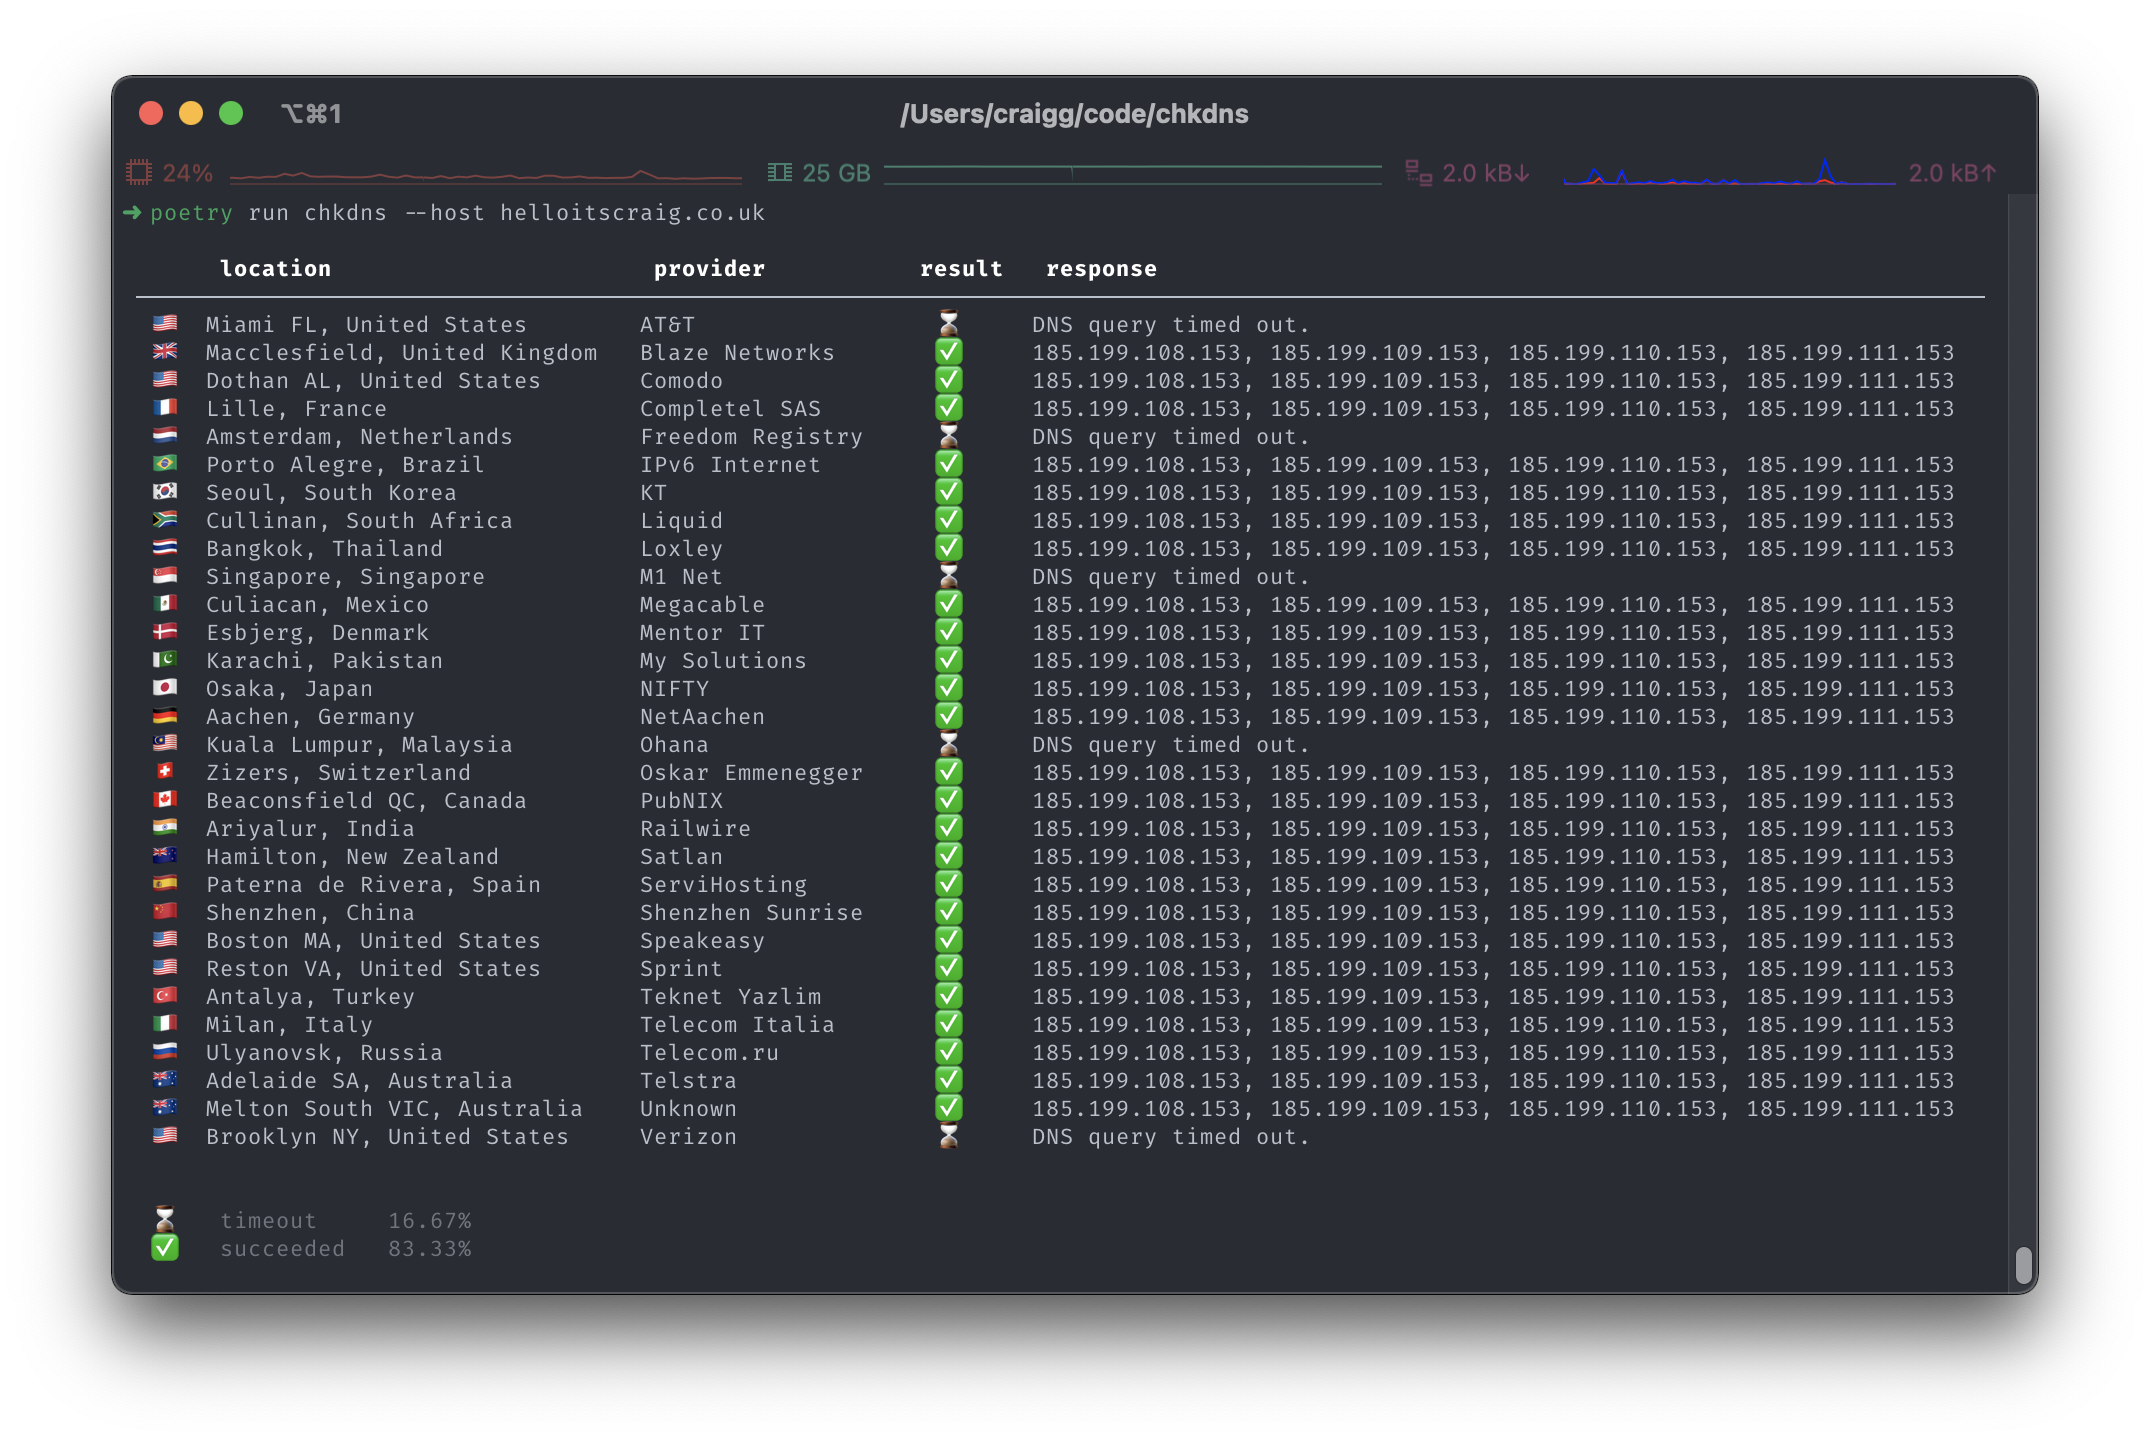 ⌥⌘1 /Users/craigg/code/chkdns
24% 25 GB 2.0 kB↓ 2.0 kB↑
➜ poetry run chkdns --host helloitscraig.co.uk
location provider result response
Miami FL, United States AT&T DNS query timed out.
Macclesfield, United Kingdom Blaze Networks 185.199.108.153, 185.199.109.153, 185.199.110.153, 185.199.111.153
Dothan AL, United States Comodo 185.199.108.153, 185.199.109.153, 185.199.110.153, 185.199.111.153
Lille, France Completel SAS 185.199.108.153, 185.199.109.153, 185.199.110.153, 185.199.111.153
Amsterdam, Netherlands Freedom Registry DNS query timed out.
Porto Alegre, Brazil IPv6 Internet 185.199.108.153, 185.199.109.153, 185.199.110.153, 185.199.111.153
Seoul, South Korea KT 185.199.108.153, 185.199.109.153, 185.199.110.153, 185.199.111.153
Cullinan, South Africa Liquid 185.199.108.153, 185.199.109.153, 185.199.110.153, 185.199.111.153
Bangkok, Thailand Loxley 185.199.108.153, 185.199.109.153, 185.199.110.153, 185.199.111.153
Singapore, Singapore M1 Net DNS query timed out.
Culiacan, Mexico Megacable 185.199.108.153, 185.199.109.153, 185.199.110.153, 185.199.111.153
Esbjerg, Denmark Mentor IT 185.199.108.153, 185.199.109.153, 185.199.110.153, 185.199.111.153
Karachi, Pakistan My Solutions 185.199.108.153, 185.199.109.153, 185.199.110.153, 185.199.111.153
Osaka, Japan NIFTY 185.199.108.153, 185.199.109.153, 185.199.110.153, 185.199.111.153
Aachen, Germany NetAachen 185.199.108.153, 185.199.109.153, 185.199.110.153, 185.199.111.153
Kuala Lumpur, Malaysia Ohana DNS query timed out.
Zizers, Switzerland Oskar Emmenegger 185.199.108.153, 185.199.109.153, 185.199.110.153, 185.199.111.153
Beaconsfield QC, Canada PubNIX 185.199.108.153, 185.199.109.153, 185.199.110.153, 185.199.111.153
Ariyalur, India Railwire 185.199.108.153, 185.199.109.153, 185.199.110.153, 185.199.111.153
Hamilton, New Zealand Satlan 185.199.108.153, 185.199.109.153, 185.199.110.153, 185.199.111.153
Paterna de Rivera, Spain ServiHosting 185.199.108.153, 185.199.109.153, 185.199.110.153, 185.199.111.153
Shenzhen, China Shenzhen Sunrise 185.199.108.153, 185.199.109.153, 185.199.110.153, 185.199.111.153
Boston MA, United States Speakeasy 185.199.108.153, 185.199.109.153, 185.199.110.153, 185.199.111.153
Reston VA, United States Sprint 185.199.108.153, 185.199.109.153, 185.199.110.153, 185.199.111.153
Antalya, Turkey Teknet Yazlim 185.199.108.153, 185.199.109.153, 185.199.110.153, 185.199.111.153
Milan, Italy Telecom Italia 185.199.108.153, 185.199.109.153, 185.199.110.153, 185.199.111.153
Ulyanovsk, Russia Telecom.ru 185.199.108.153, 185.199.109.153, 185.199.110.153, 185.199.111.153
Adelaide SA, Australia Telstra 185.199.108.153, 185.199.109.153, 185.199.110.153, 185.199.111.153
Melton South VIC, Australia Unknown 185.199.108.153, 185.199.109.153, 185.199.110.153, 185.199.111.153
Brooklyn NY, United States Verizon DNS query timed out.
timeout 16.67%
succeeded 83.33%